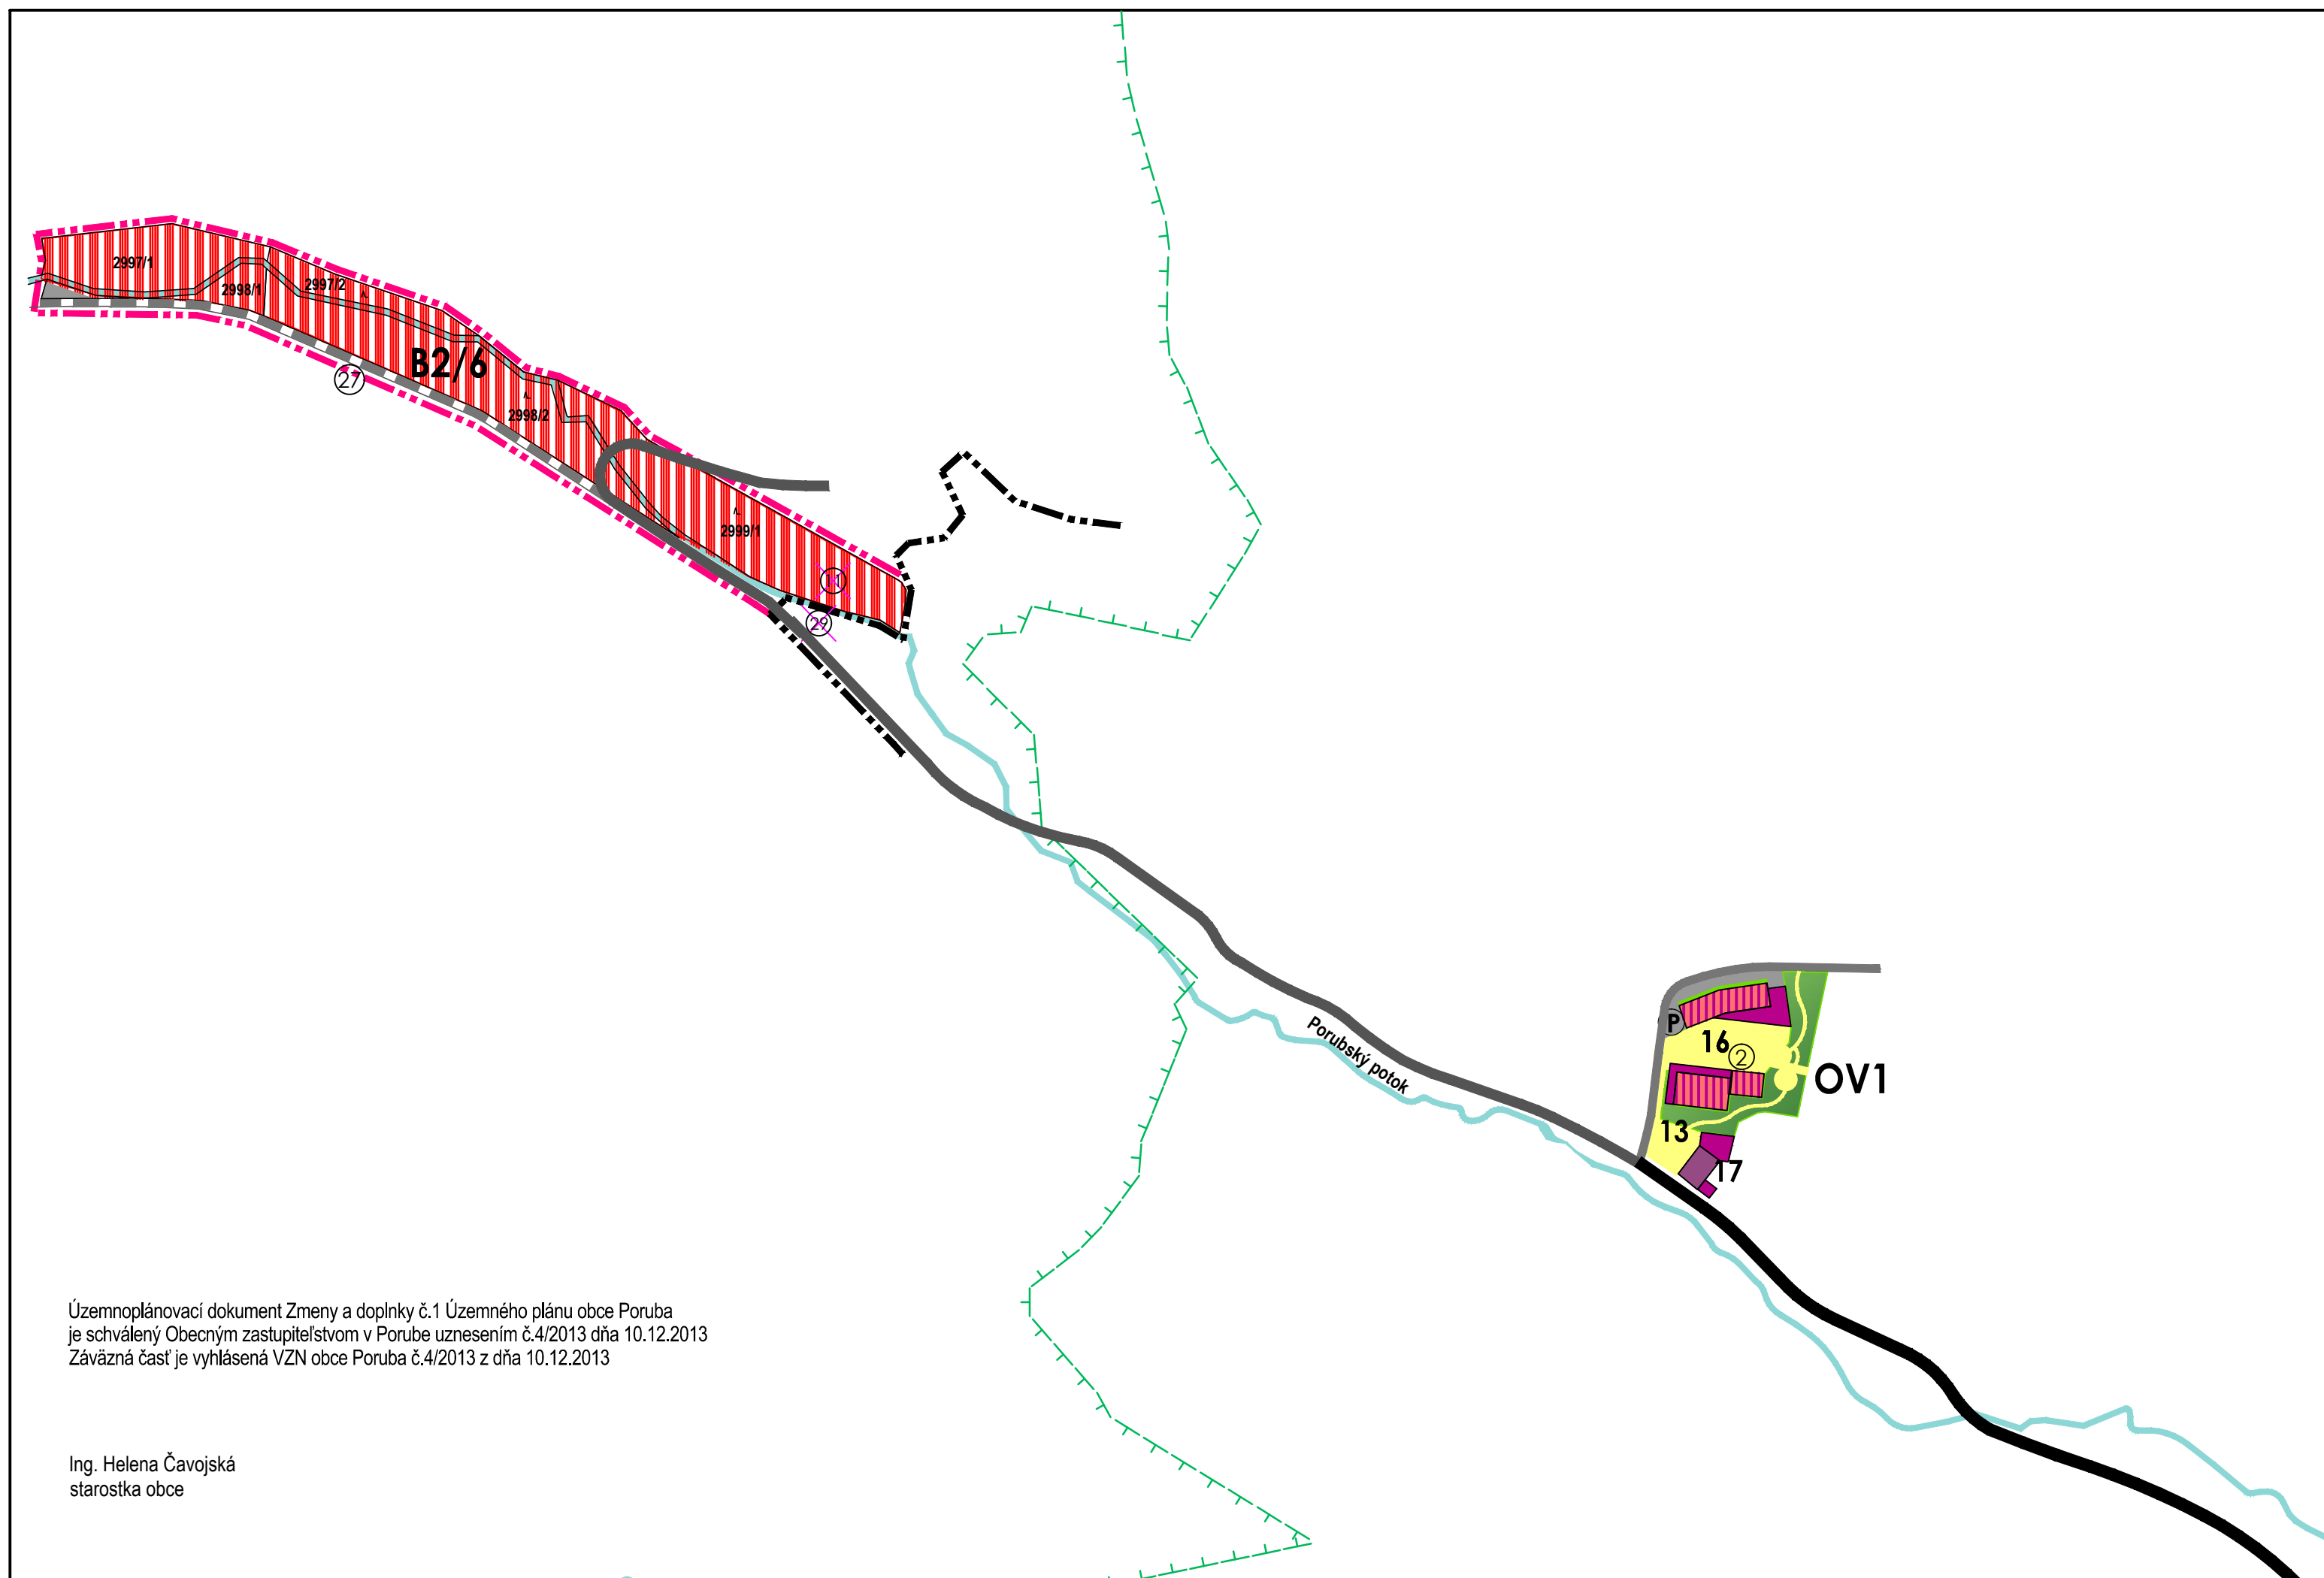 2997/1
2998/1
2997/2
B2/6
27
2998/2
2999/1
11
29
Porubský potok
P
16
2
OV1
13
17
Územnoplánovací dokument Zmeny a doplnky č.1 Územného plánu obce Poruba
je schválený Obecným zastupiteľstvom v Porube uznesením č.4/2013 dňa 10.12.2013
Záväzná časť je vyhlásená VZN obce Poruba č.4/2013 z dňa 10.12.2013
Ing. Helena Čavojská
starostka obce